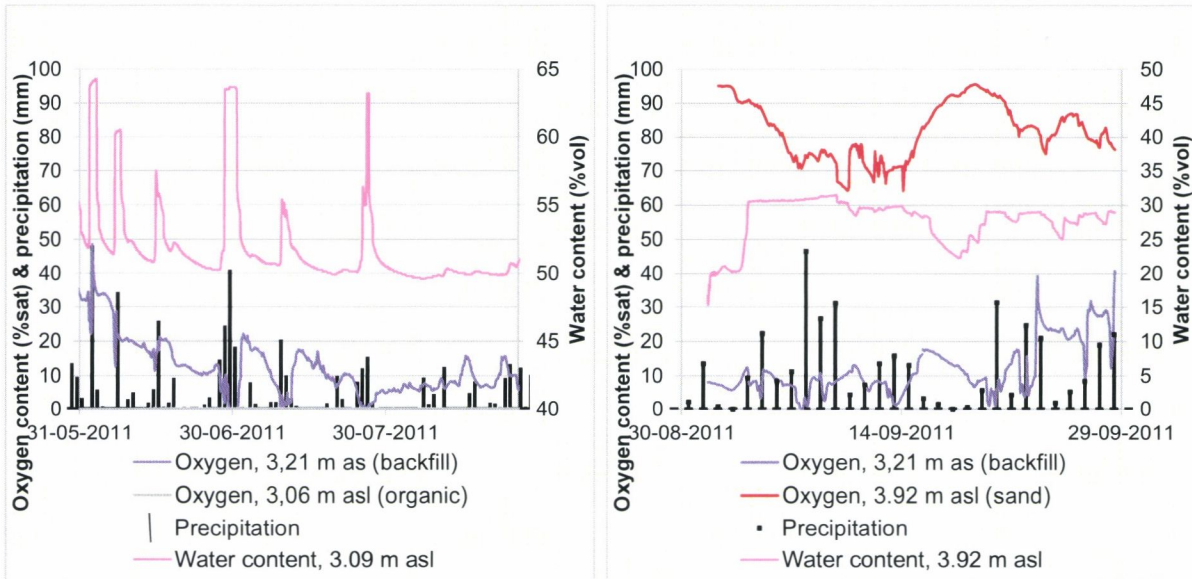 Oxygen content (%sat) & precipitation (mm)
100
90
80
70
60
50
40
30
20
10
0
65
60
55
50
45
40
Water content (%vol)
31-05-2011 30-06-2011 30-07-2011
Oxygen, 3,21 m as (backfill)
Oxygen, 3,06 m asl (organic)
Precipitation
Water content, 3.09 m asl
Oxygen content (%sat) & precipitation (mm)
100
90
80
70
60
50
40
30
20
10
0
50
45
40
35
30
25
20
15
10
5
0
Water content (%vol)
30-08-2011 14-09-2011 29-09-2011
Oxygen, 3,21 m as (backfill)
Oxygen, 3.92 m asl (sand)
Precipitation
Water content, 3.92 m asl